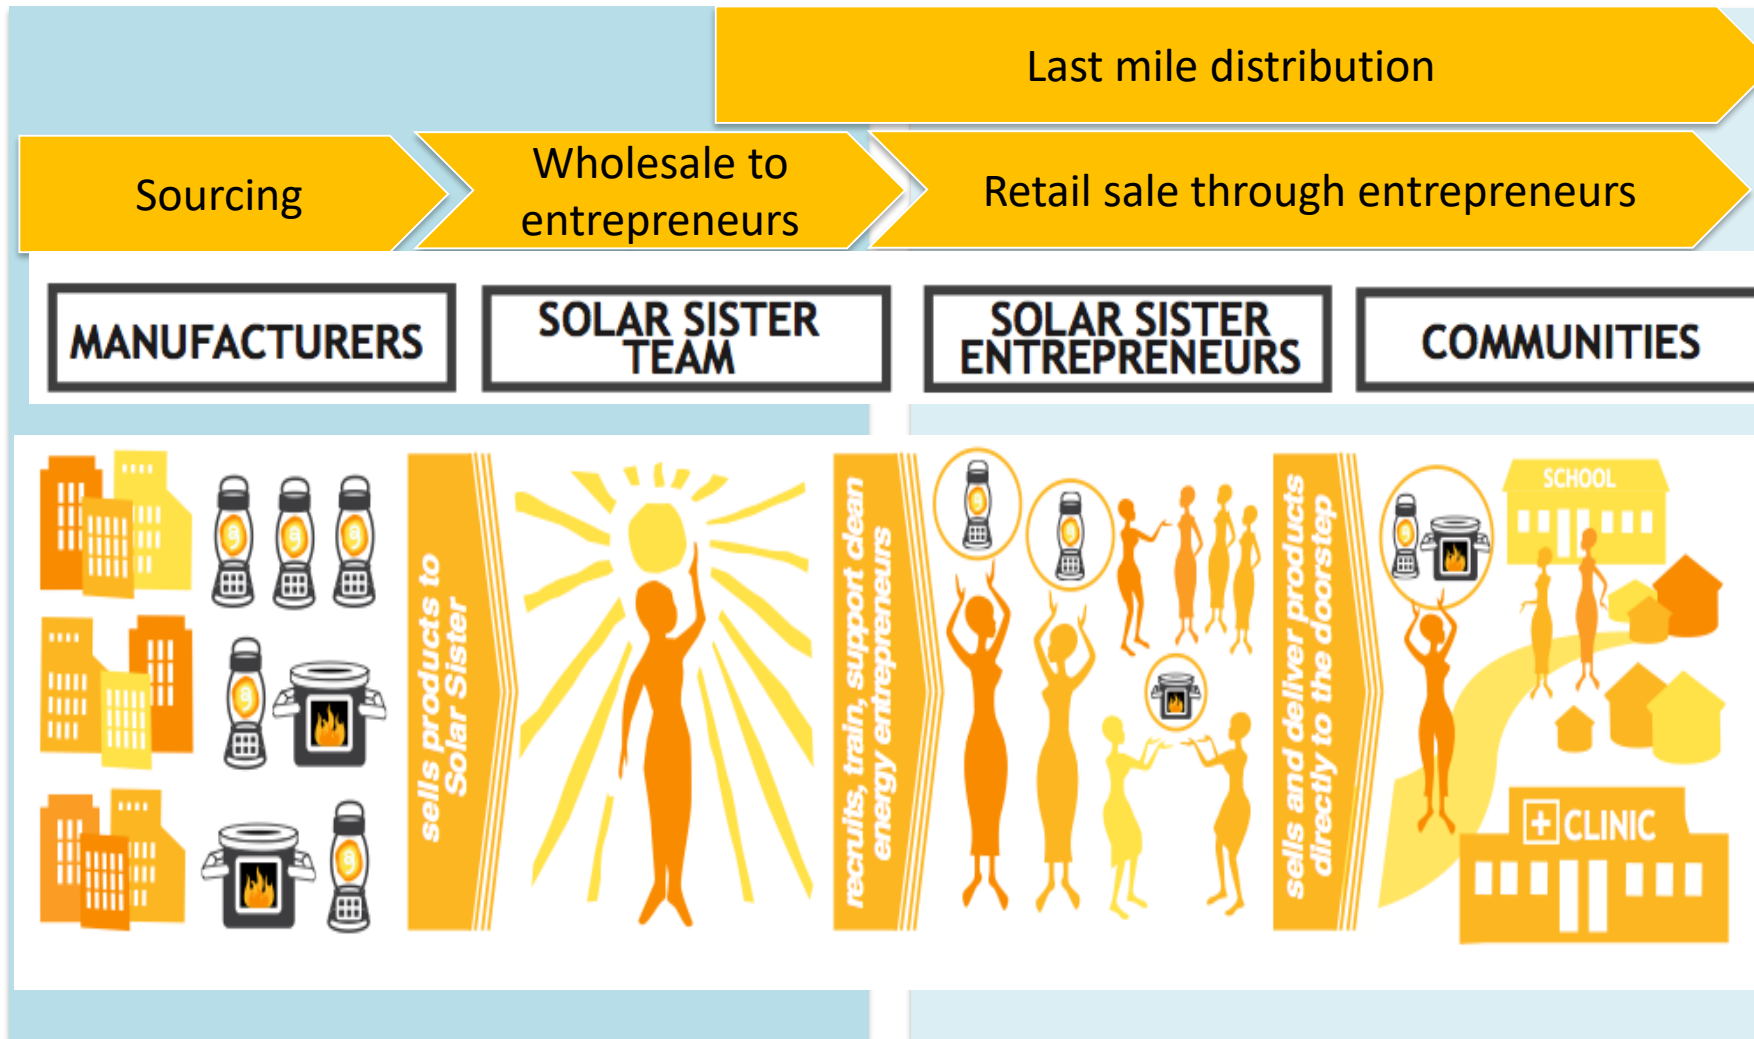 Last mile distribution
Sourcing
Wholesale to
entrepreneurs
Retail sale through entrepreneurs
MANUFACTURERS
SOLAR SISTER
TEAM
SOLAR SISTER
ENTREPRENEURS
COMMUNITIES
sells products to
Solar Sister
recruits, train, support clean
energy entrepreneurs
sells and deliver products
directly to the doorstep
SCHOOL
CLINIC